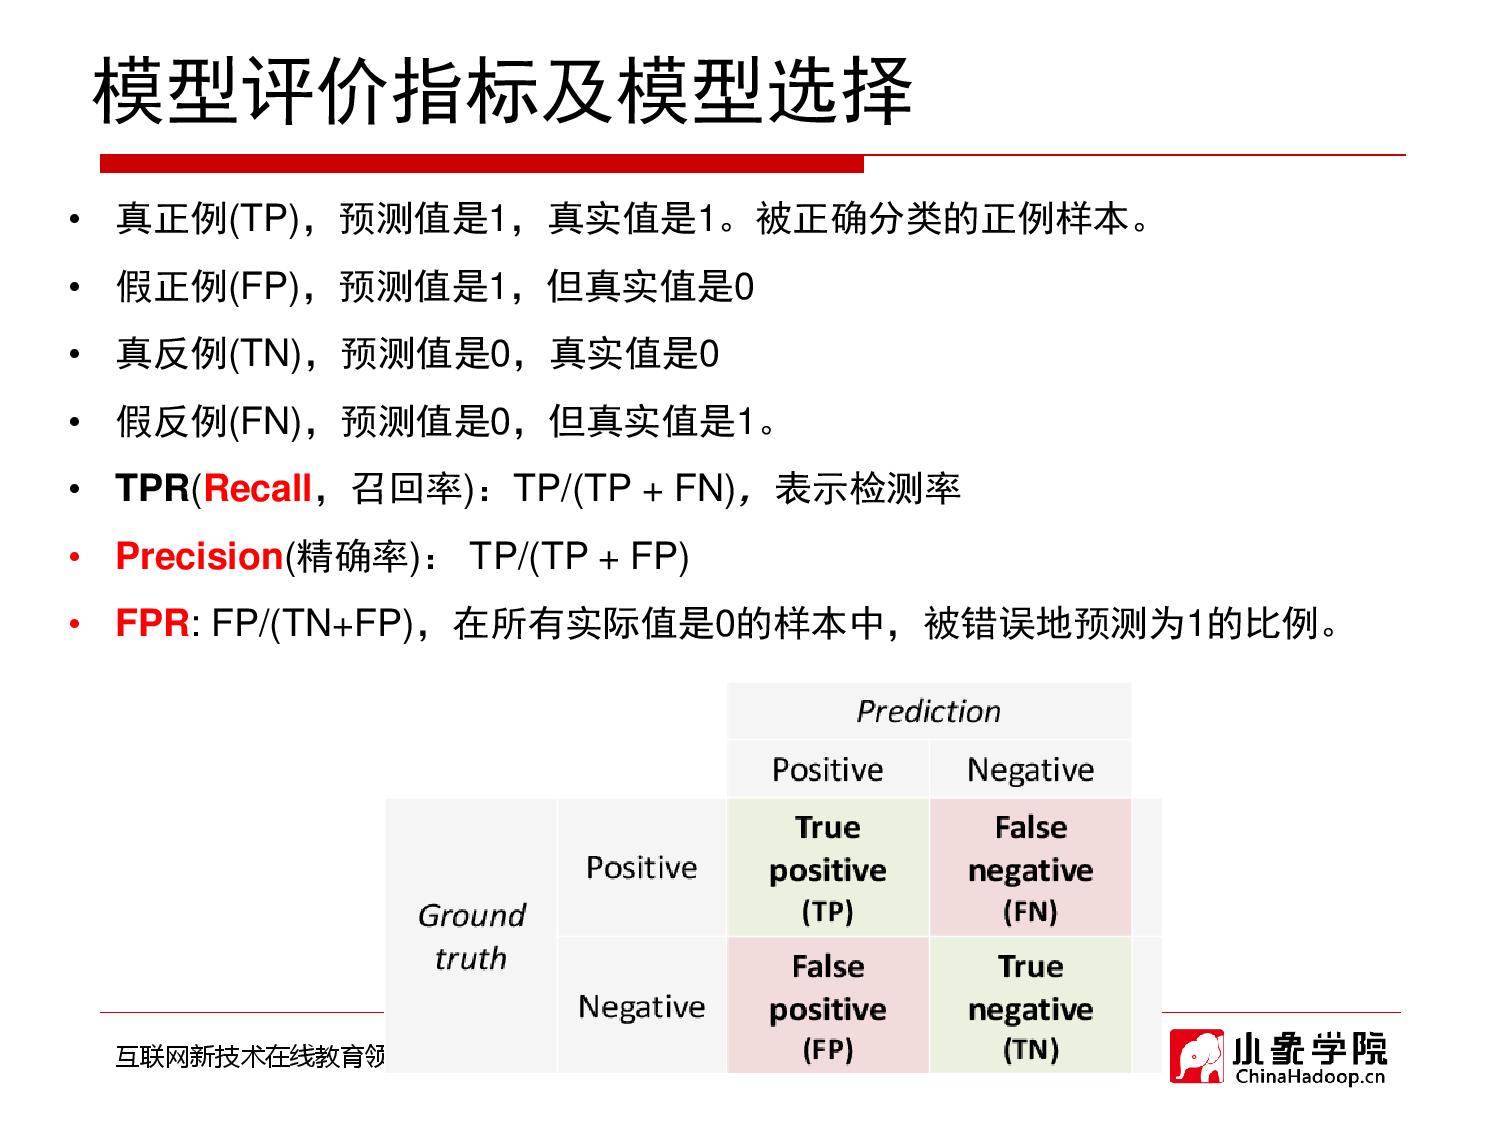 模型评价指标及模型选择
• 真正例(TP)，预测值是1，真实值是1。被正确分类的正例样本。
• 假正例(FP)，预测值是1，但真实值是0
• 真反例(TN)，预测值是0，真实值是0
• 假反例(FN)，预测值是0，但真实值是1。
• TPR(Recall，召回率)：TP/(TP + FN)，表示检测率
• Precision(精确率)： TP/(TP + FP)
• FPR: FP/(TN+FP)，在所有实际值是0的样本中，被错误地预测为1的比例。
Prediction
Positive Negative
Ground truth
Positive
True positive (TP)
False negative (FN)
Negative
False positive (FP)
True negative (TN)
互联网新技术在线教育领
小象学院
ChinaHadoop.cn